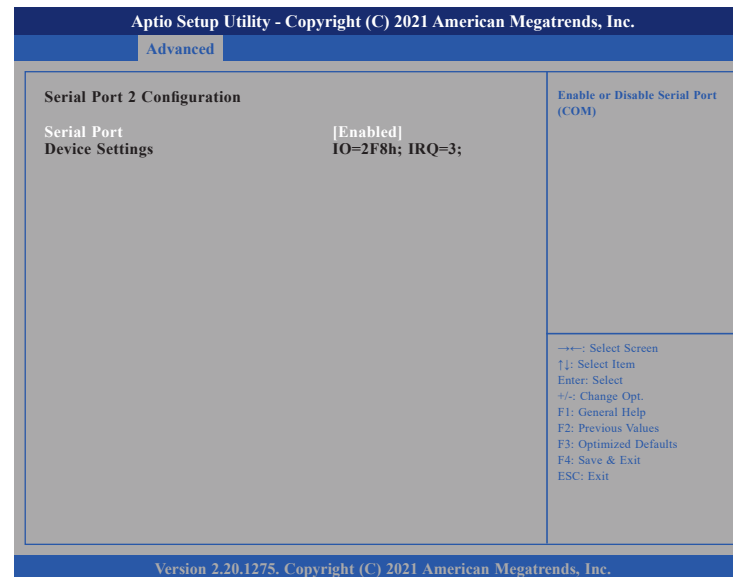 Aptio Setup Utility - Copyright (C) 2021 American Megatrends, Inc.
Advanced
Serial Port 2 Configuration
Serial Port [Enabled]
Device Settings IO=2F8h; IRQ=3;
Enable or Disable Serial Port
(COM)
→←: Select Screen
↑↓: Select Item
Enter: Select
+/-: Change Opt.
F1: General Help
F2: Previous Values
F3: Optimized Defaults
F4: Save & Exit
ESC: Exit
Version 2.20.1275. Copyright (C) 2021 American Megatrends, Inc.